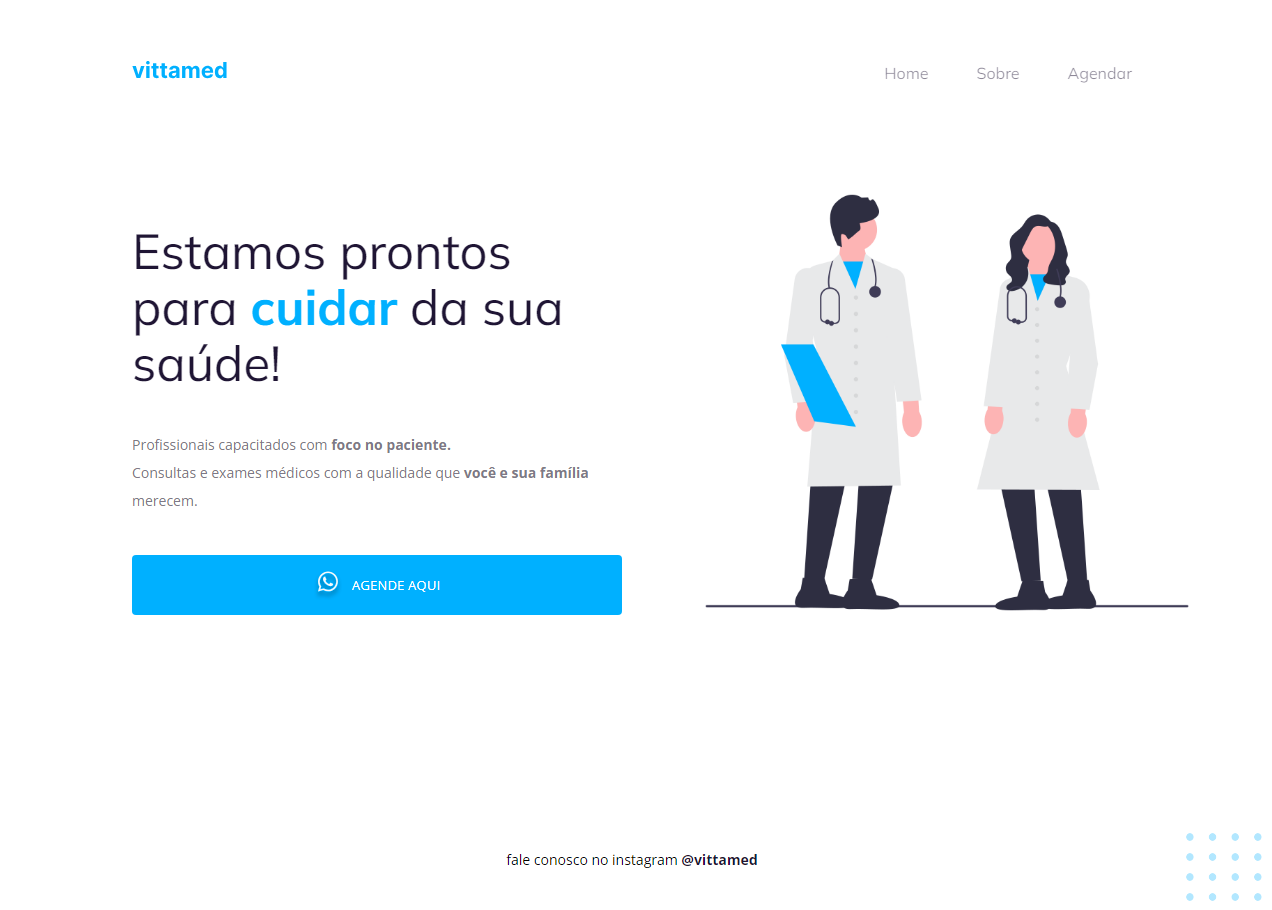 vittamed
Home Sobre Agendar
Estamos prontos
para cuidar da sua
saúde!
Profissionais capacitados com foco no paciente.
Consultas e exames médicos com a qualidade que você e sua família
merecem.
AGENDE AQUI
fale conosco no instagram @vittamed